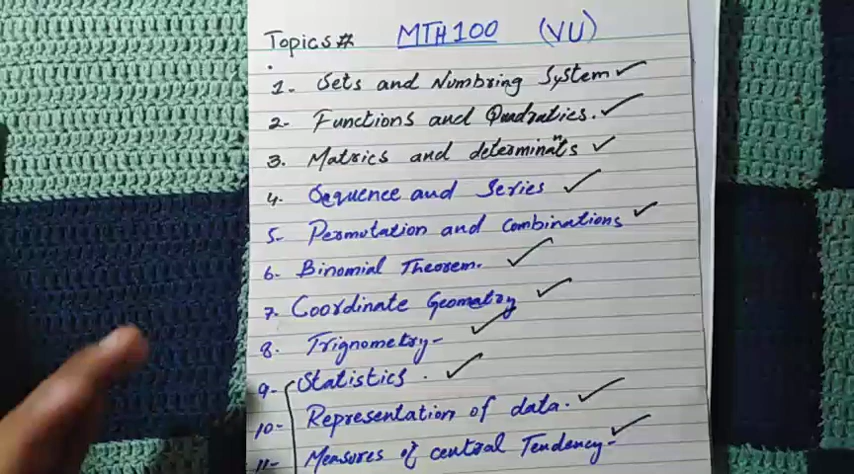 Topics# MTH100 (VU)
1- Sets and Numbring System
2- Functions and Quadratics.
3. Matrics and determinants
4. Sequence and Series
5- Permutation and Combinations
6- Binomial Theorem.
7. Coordinate Geometry
8. Trignometry-
9- Statistics.
10- Representation of data.
11- Measures of central Tendency-